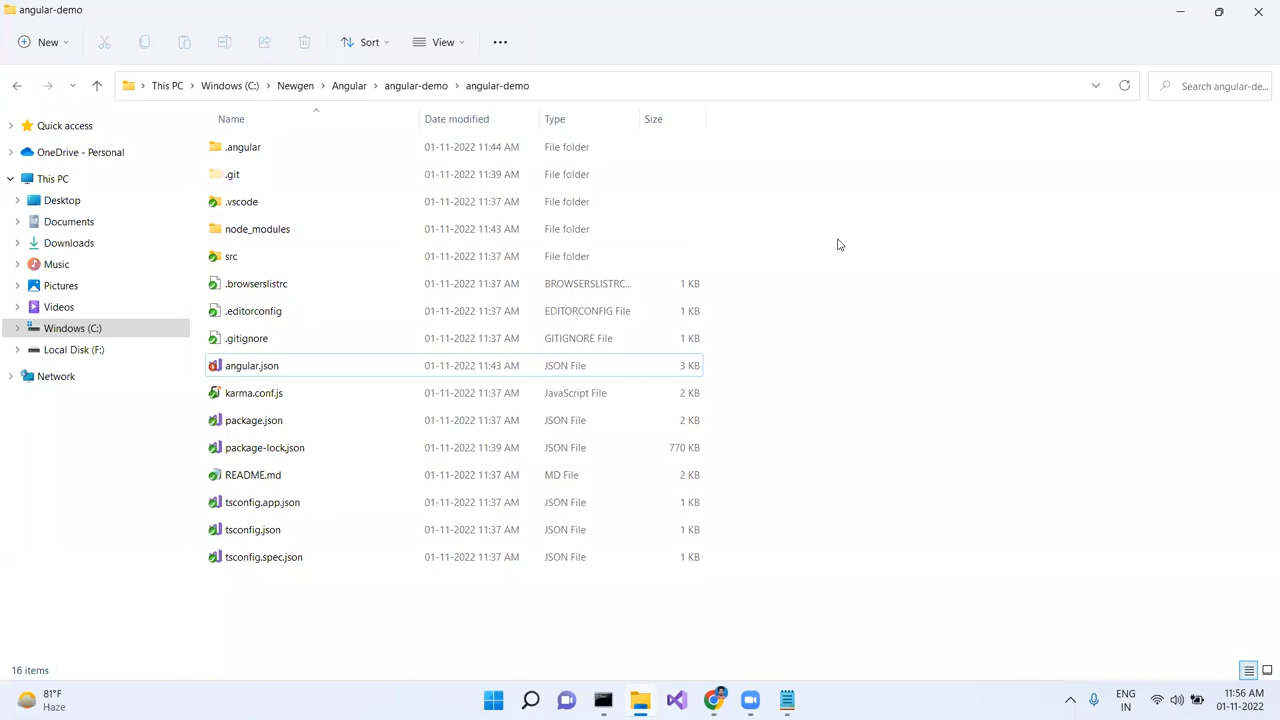 angular-demo
New
Sort
View
This PC > Windows (C:) > Newgen > Angular > angular-demo > angular-demo
Search angular-de...
Quick access
OneDrive - Personal
This PC
Desktop
Documents
Downloads
Music
Pictures
Videos
Windows (C:)
Local Disk (F:)
Network
Name Date modified Type Size
.angular 01-11-2022 11:44 AM File folder
.git 01-11-2022 11:39 AM File folder
.vscode 01-11-2022 11:37 AM File folder
node_modules 01-11-2022 11:43 AM File folder
src 01-11-2022 11:37 AM File folder
.browserslistrc 01-11-2022 11:37 AM BROWSERSLISTRC... 1 KB
.editorconfig 01-11-2022 11:37 AM EDITORCONFIG File 1 KB
.gitignore 01-11-2022 11:37 AM GITIGNORE File 1 KB
angular.json 01-11-2022 11:43 AM JSON File 3 KB
karma.conf.js 01-11-2022 11:37 AM JavaScript File 2 KB
package.json 01-11-2022 11:37 AM JSON File 2 KB
package-lock.json 01-11-2022 11:39 AM JSON File 770 KB
README.md 01-11-2022 11:37 AM MD File 2 KB
tsconfig.app.json 01-11-2022 11:37 AM JSON File 1 KB
tsconfig.json 01-11-2022 11:37 AM JSON File 1 KB
tsconfig.spec.json 01-11-2022 11:37 AM JSON File 1 KB
16 items
81°F
Haze
ENG
IN
11:56 AM
01-11-2022